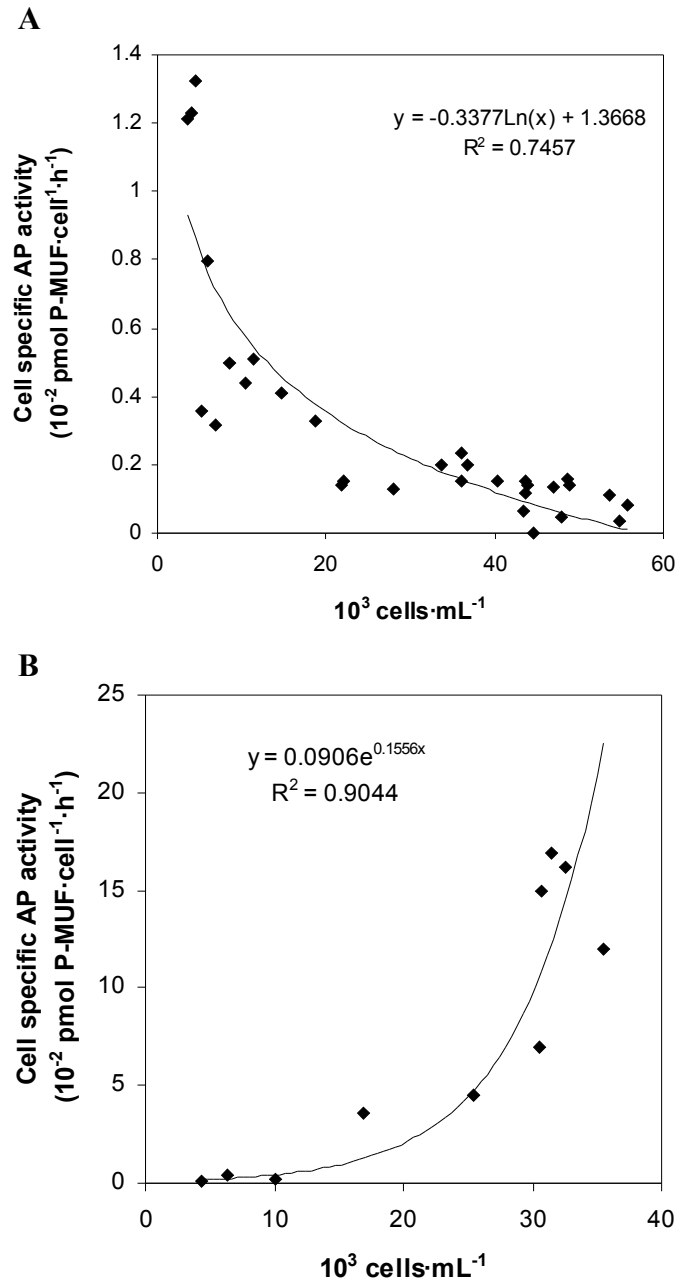 A
1.4
1.2
1
0.8
0.6
0.4
0.2
0
y = -0.3377Ln(x) + 1.3668
R² = 0.7457
Cell specific AP activity
(10⁻² pmol P-MUF·cell⁻¹·h⁻¹)
0 20 40 60
10³ cells·mL⁻¹
B
25
20
15
10
5
0
y = 0.0906e⁰·¹⁵⁵⁶ˣ
R² = 0.9044
Cell specific AP activity
(10⁻² pmol P-MUF·cell⁻¹·h⁻¹)
0 10 20 30 40
10³ cells·mL⁻¹